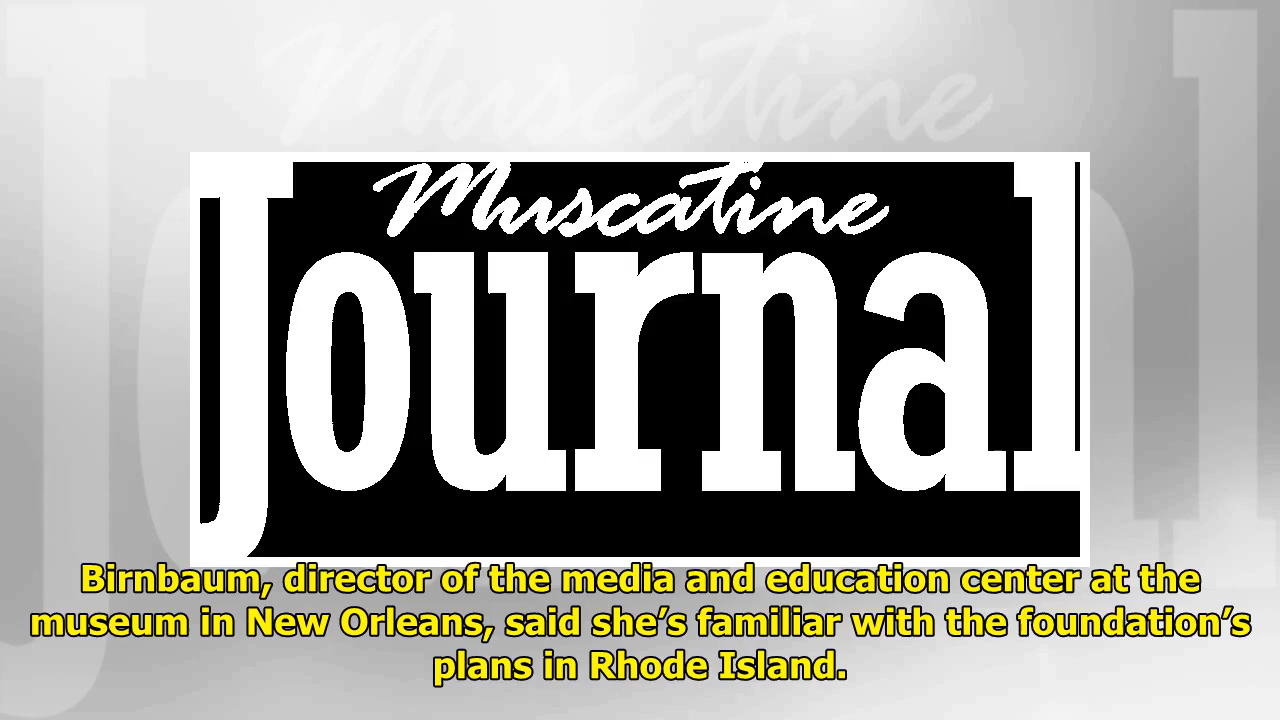 Muscatine
Journal
Birnbaum, director of the media and education center at the
museum in New Orleans, said she’s familiar with the foundation’s
plans in Rhode Island.